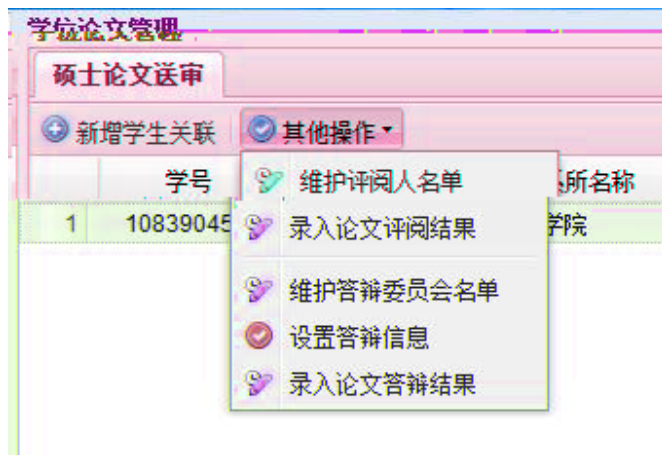 学位论文管理
硕士论文送审
新增学生关联 其他操作
学号 系所名称
1 10839045 学院
维护评阅人名单
录入论文评阅结果
维护答辩委员会名单
设置答辩信息
录入论文答辩结果